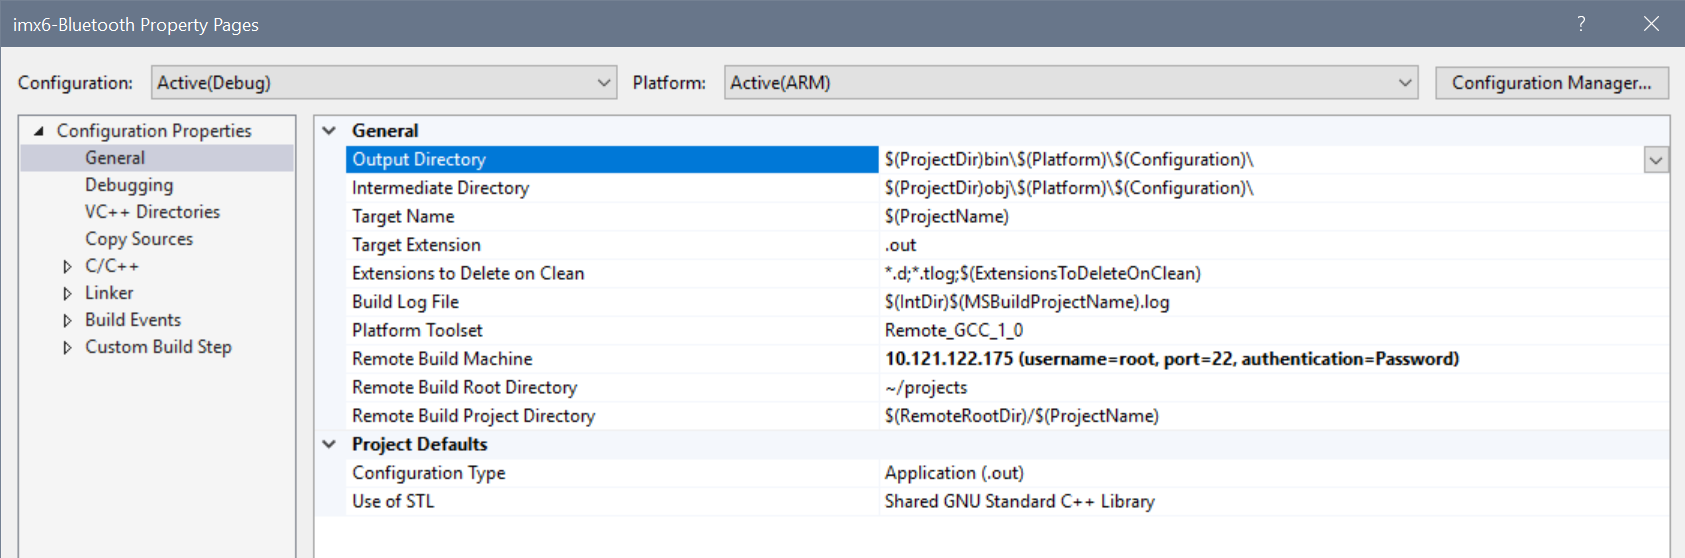 imx6-Bluetooth Property Pages ?
Configuration: Active(Debug) Platform: Active(ARM) Configuration Manager...
Configuration Properties
General
Debugging
VC++ Directories
Copy Sources
C/C++
Linker
Build Events
Custom Build Step
General
Output Directory $(ProjectDir)bin\$(Platform)\$(Configuration)\
Intermediate Directory $(ProjectDir)obj\$(Platform)\$(Configuration)\
Target Name $(ProjectName)
Target Extension .out
Extensions to Delete on Clean *.d;*.tlog;$(ExtensionsToDeleteOnClean)
Build Log File $(IntDir)$(MSBuildProjectName).log
Platform Toolset Remote_GCC_1_0
Remote Build Machine 10.121.122.175 (username=root, port=22, authentication=Password)
Remote Build Root Directory ~/projects
Remote Build Project Directory $(RemoteRootDir)/$(ProjectName)
Project Defaults
Configuration Type Application (.out)
Use of STL Shared GNU Standard C++ Library